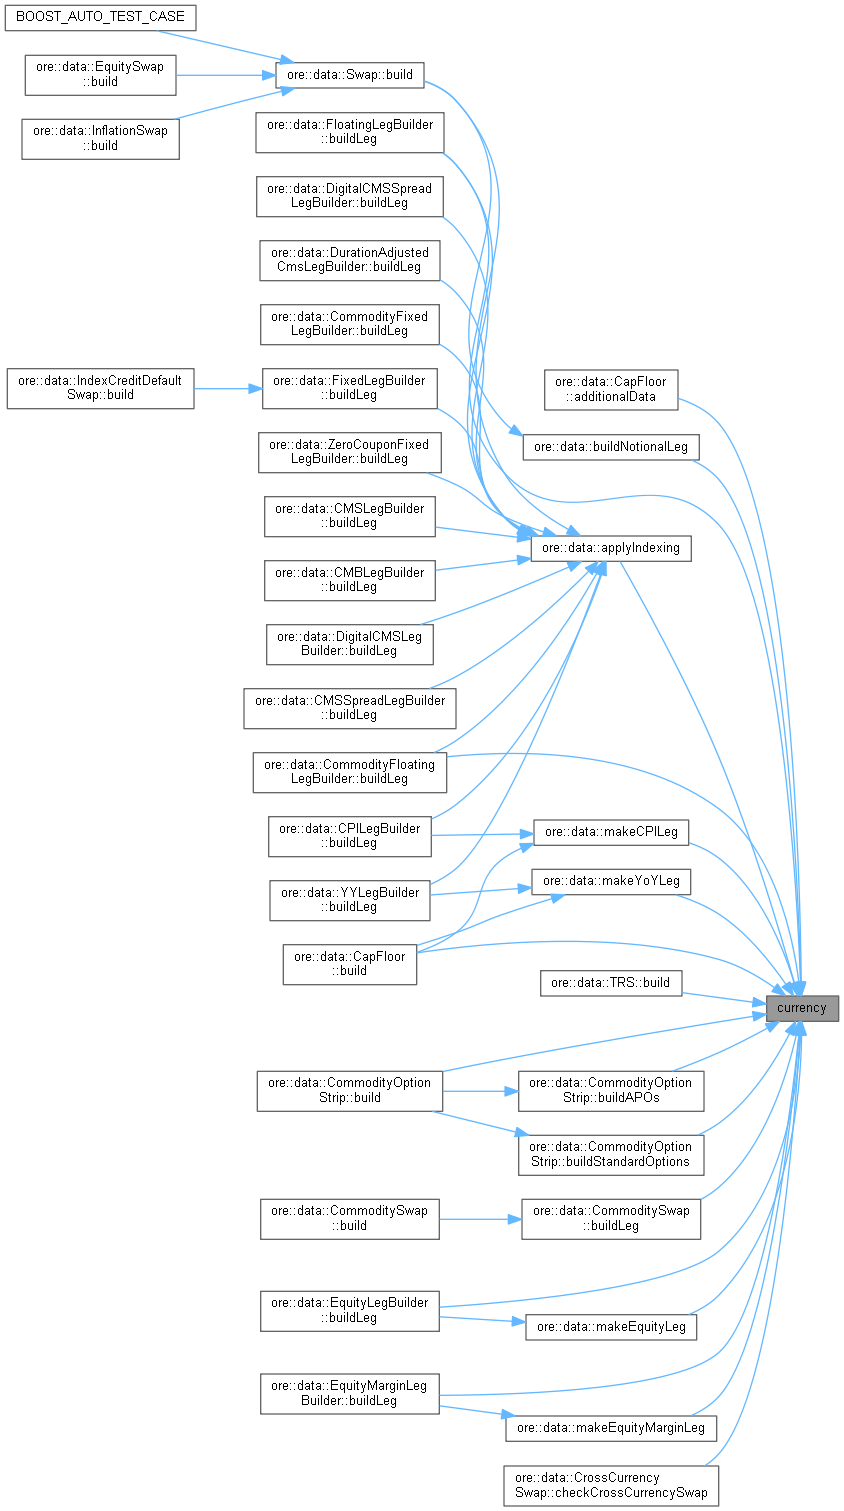 BOOST_AUTO_TEST_CASE
ore::data::EquitySwap
::build
ore::data::Swap::build
ore::data::InflationSwap
::build
ore::data::FloatingLegBuilder
::buildLeg
ore::data::DigitalCMSSpread
LegBuilder::buildLeg
ore::data::DurationAdjusted
CmsLegBuilder::buildLeg
ore::data::CommodityFixed
LegBuilder::buildLeg
ore::data::IndexCreditDefault
Swap::build
ore::data::FixedLegBuilder
::buildLeg
ore::data::CapFloor
::additionalData
ore::data::buildNotionalLeg
ore::data::ZeroCouponFixed
LegBuilder::buildLeg
ore::data::CMSLegBuilder
::buildLeg
ore::data::applyIndexing
ore::data::CMBLegBuilder
::buildLeg
ore::data::DigitalCMSLeg
Builder::buildLeg
ore::data::CMSSpreadLegBuilder
::buildLeg
ore::data::CommodityFloating
LegBuilder::buildLeg
ore::data::CPILegBuilder
::buildLeg
ore::data::makeCPILeg
ore::data::YYLegBuilder
::buildLeg
ore::data::makeYoYLeg
ore::data::CapFloor
::build
ore::data::TRS::build
currency
ore::data::CommodityOption
Strip::build
ore::data::CommodityOption
Strip::buildAPOs
ore::data::CommodityOption
Strip::buildStandardOptions
ore::data::CommoditySwap
::build
ore::data::CommoditySwap
::buildLeg
ore::data::EquityLegBuilder
::buildLeg
ore::data::makeEquityLeg
ore::data::EquityMarginLeg
Builder::buildLeg
ore::data::makeEquityMarginLeg
ore::data::CrossCurrency
Swap::checkCrossCurrencySwap